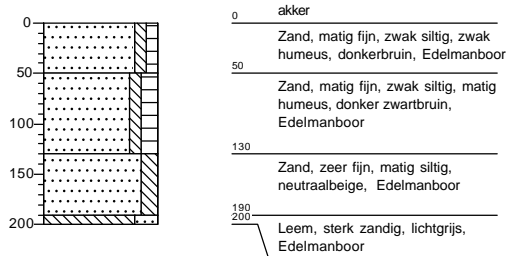 0
50
100
150
200
0
akker
Zand, matig fijn, zwak siltig, zwak
humeus, donkerbruin, Edelmanboor
50
Zand, matig fijn, zwak siltig, matig
humeus, donker zwartbruin,
Edelmanboor
130
Zand, zeer fijn, matig siltig,
neutraalbeige, Edelmanboor
190
200
Leem, sterk zandig, lichtgrijs,
Edelmanboor